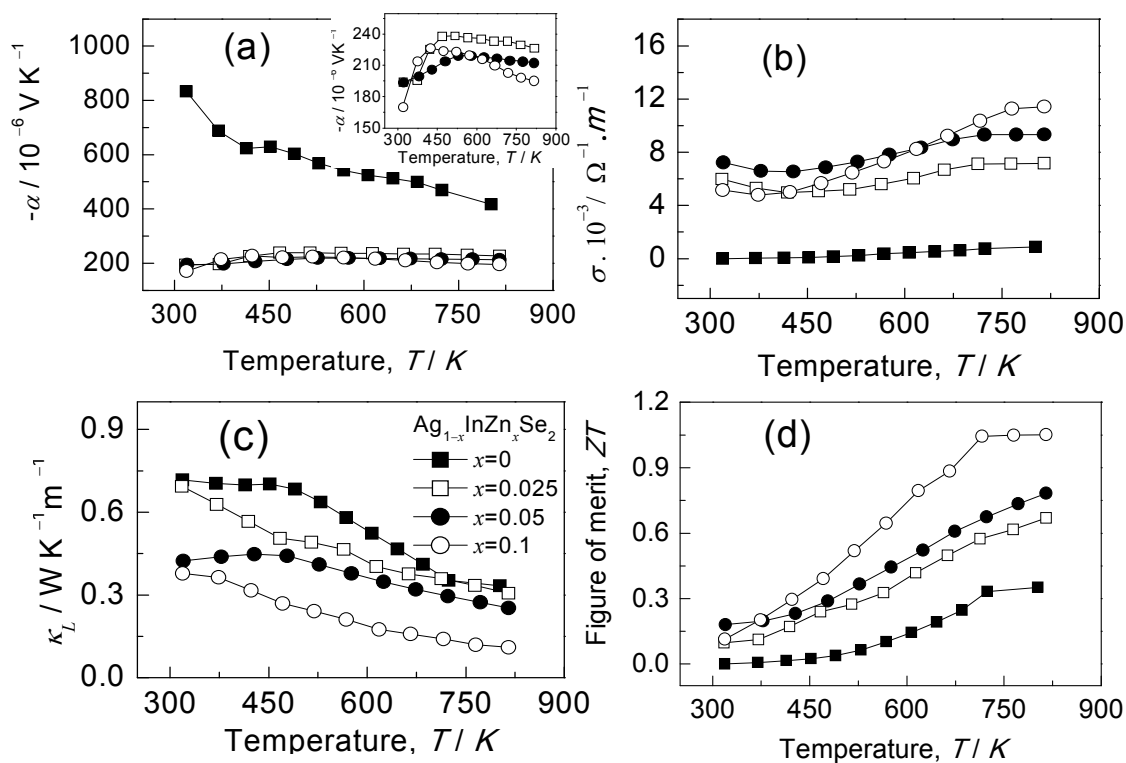 (a)
-α / 10⁻⁶ V K⁻¹
1000
800
600
400
200
300 450 600 750 900
Temperature, T / K
-α / 10⁻⁶ VK⁻¹
240
210
180
150
300 450 600 750 900
Temperature, T / K
(b)
σ. 10⁻³/ Ω⁻¹.m⁻¹
16
12
8
4
0
300 450 600 750 900
Temperature, T / K
(c)
κL / W K⁻¹m⁻¹
0.9
0.6
0.3
0.0
Ag1−xInZnxSe2
x=0
x=0.025
x=0.05
x=0.1
300 450 600 750 900
Temperature, T / K
(d)
Figure of merit, ZT
1.2
0.9
0.6
0.3
0.0
300 450 600 750 900
Temperature, T / K